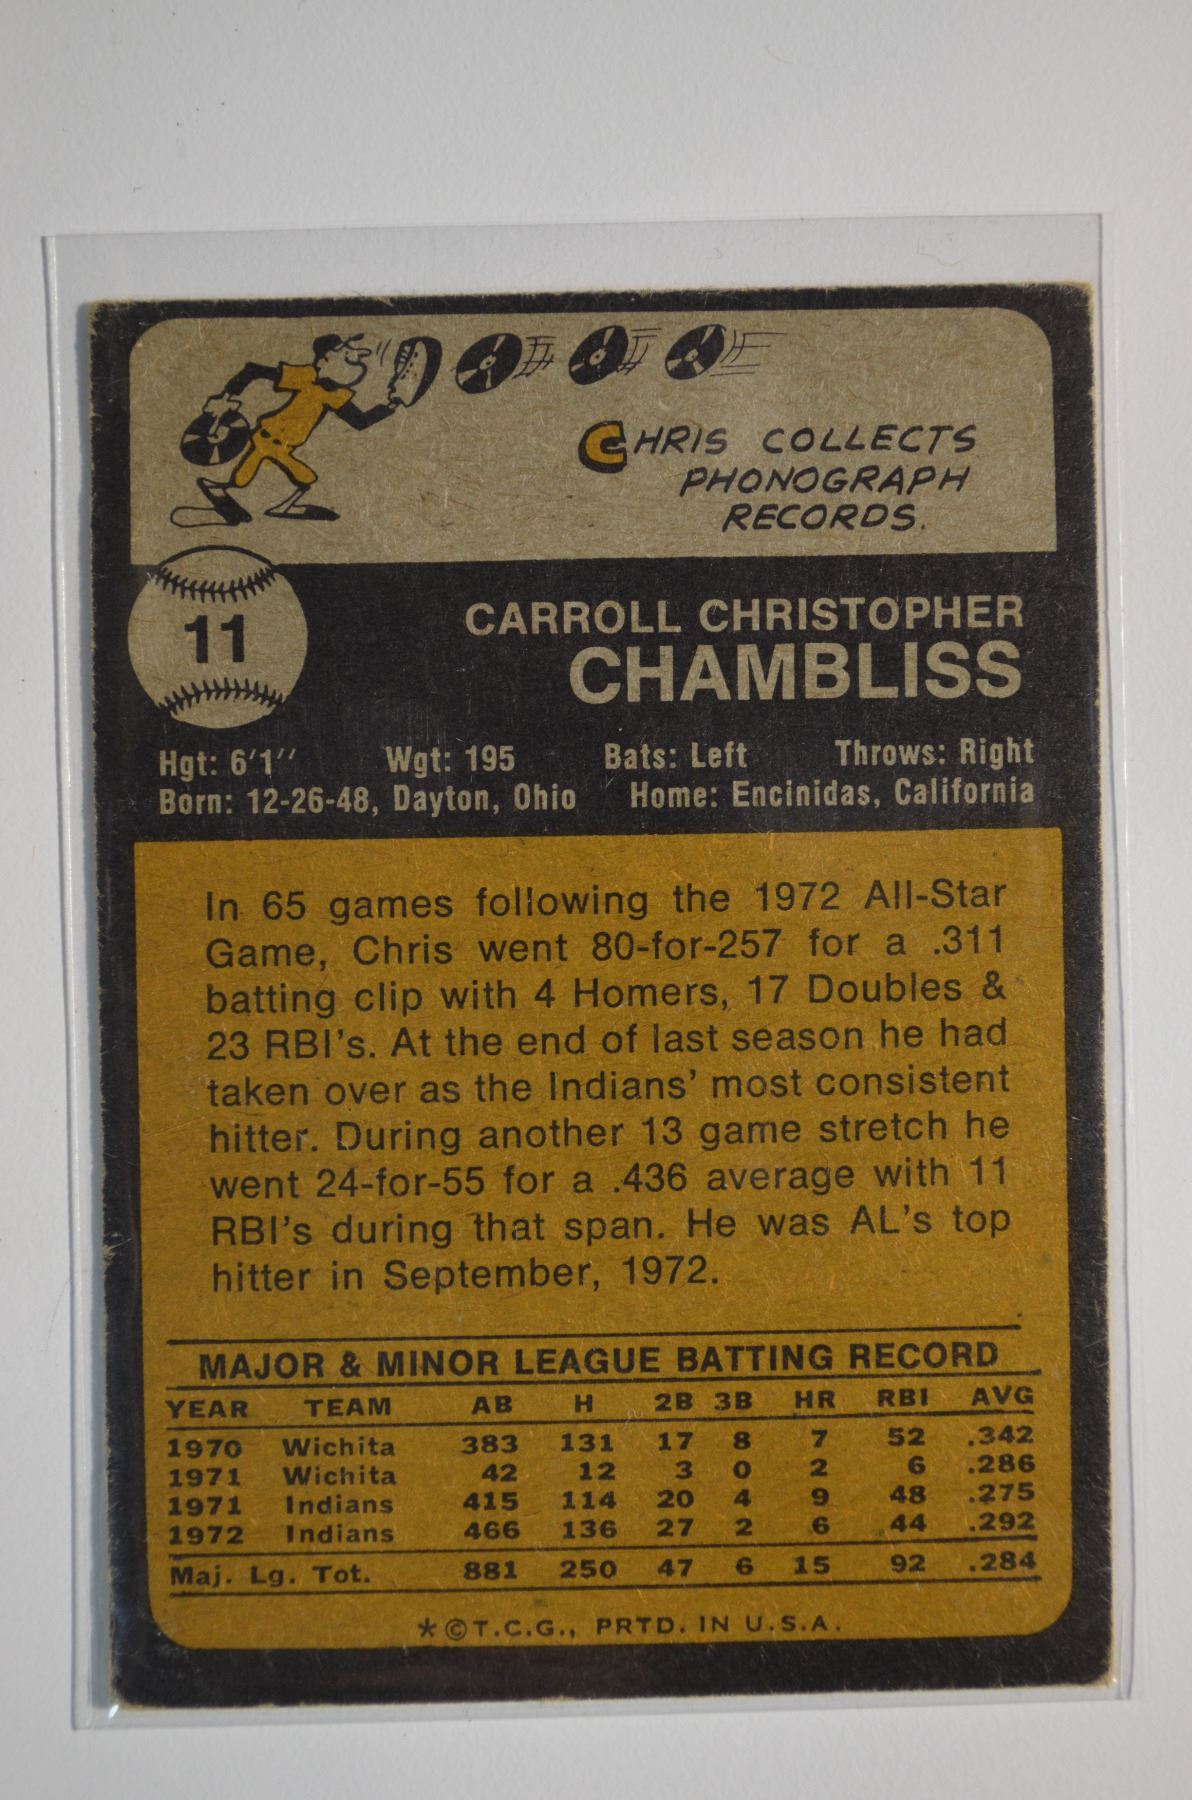 CHRIS COLLECTS
PHONOGRAPH
RECORDS.
11
CARROLL CHRISTOPHER
CHAMBLISS
Hgt: 6'1'' Wgt: 195 Bats: Left Throws: Right
Born: 12-26-48, Dayton, Ohio Home: Encinidas, California
In 65 games following the 1972 All-Star
Game, Chris went 80-for-257 for a .311
batting clip with 4 Homers, 17 Doubles &
23 RBI's. At the end of last season he had
taken over as the Indians' most consistent
hitter. During another 13 game stretch he
went 24-for-55 for a .436 average with 11
RBI's during that span. He was AL's top
hitter in September, 1972.
MAJOR & MINOR LEAGUE BATTING RECORD
YEAR TEAM AB H 2B 3B HR RBI AVG
1970 Wichita 383 131 17 8 7 52 .342
1971 Wichita 42 12 3 0 2 6 .286
1971 Indians 415 114 20 4 9 48 .275
1972 Indians 466 136 27 2 6 44 .292
Maj. Lg. Tot. 881 250 47 6 15 92 .284
*©T.C.G., PRTD. IN U.S.A.